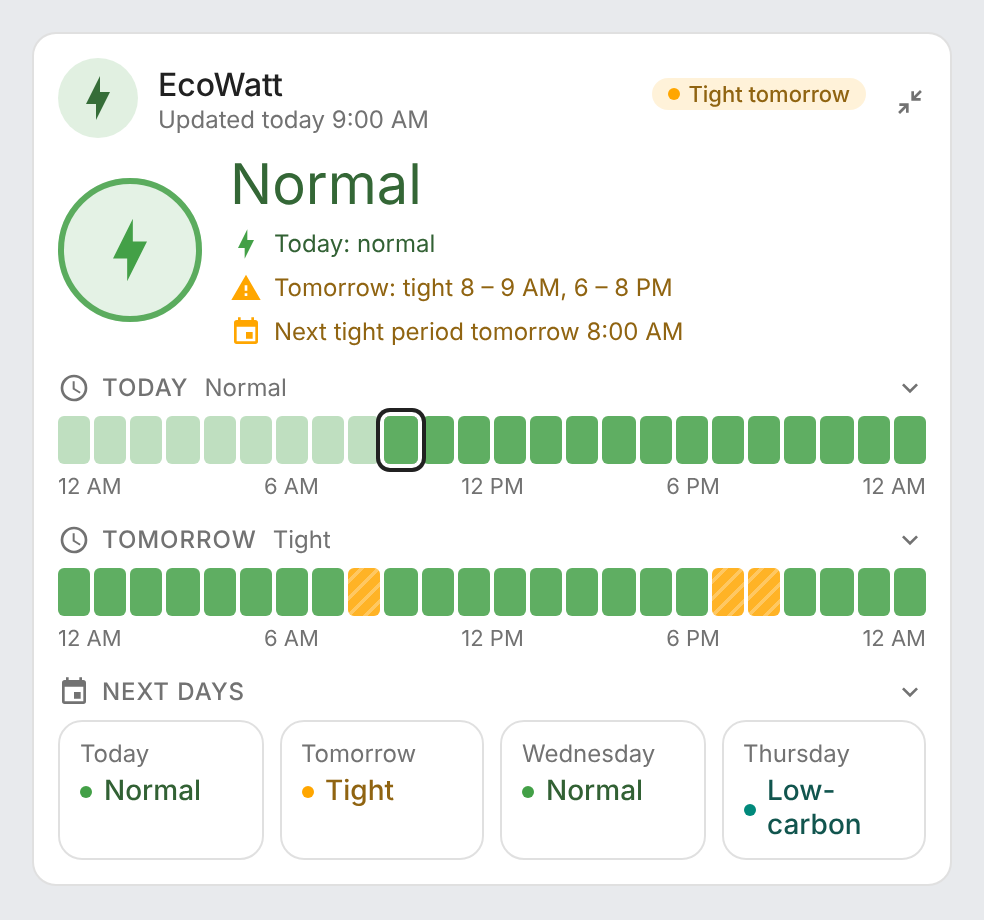 EcoWatt
Updated today 9:00 AM
Tight tomorrow
Normal
Today: normal
Tomorrow: tight 8 – 9 AM, 6 – 8 PM
Next tight period tomorrow 8:00 AM
TODAY Normal
12 AM 6 AM 12 PM 6 PM 12 AM
TOMORROW Tight
12 AM 6 AM 12 PM 6 PM 12 AM
NEXT DAYS
Today
Normal
Tomorrow
Tight
Wednesday
Normal
Thursday
Low-
carbon